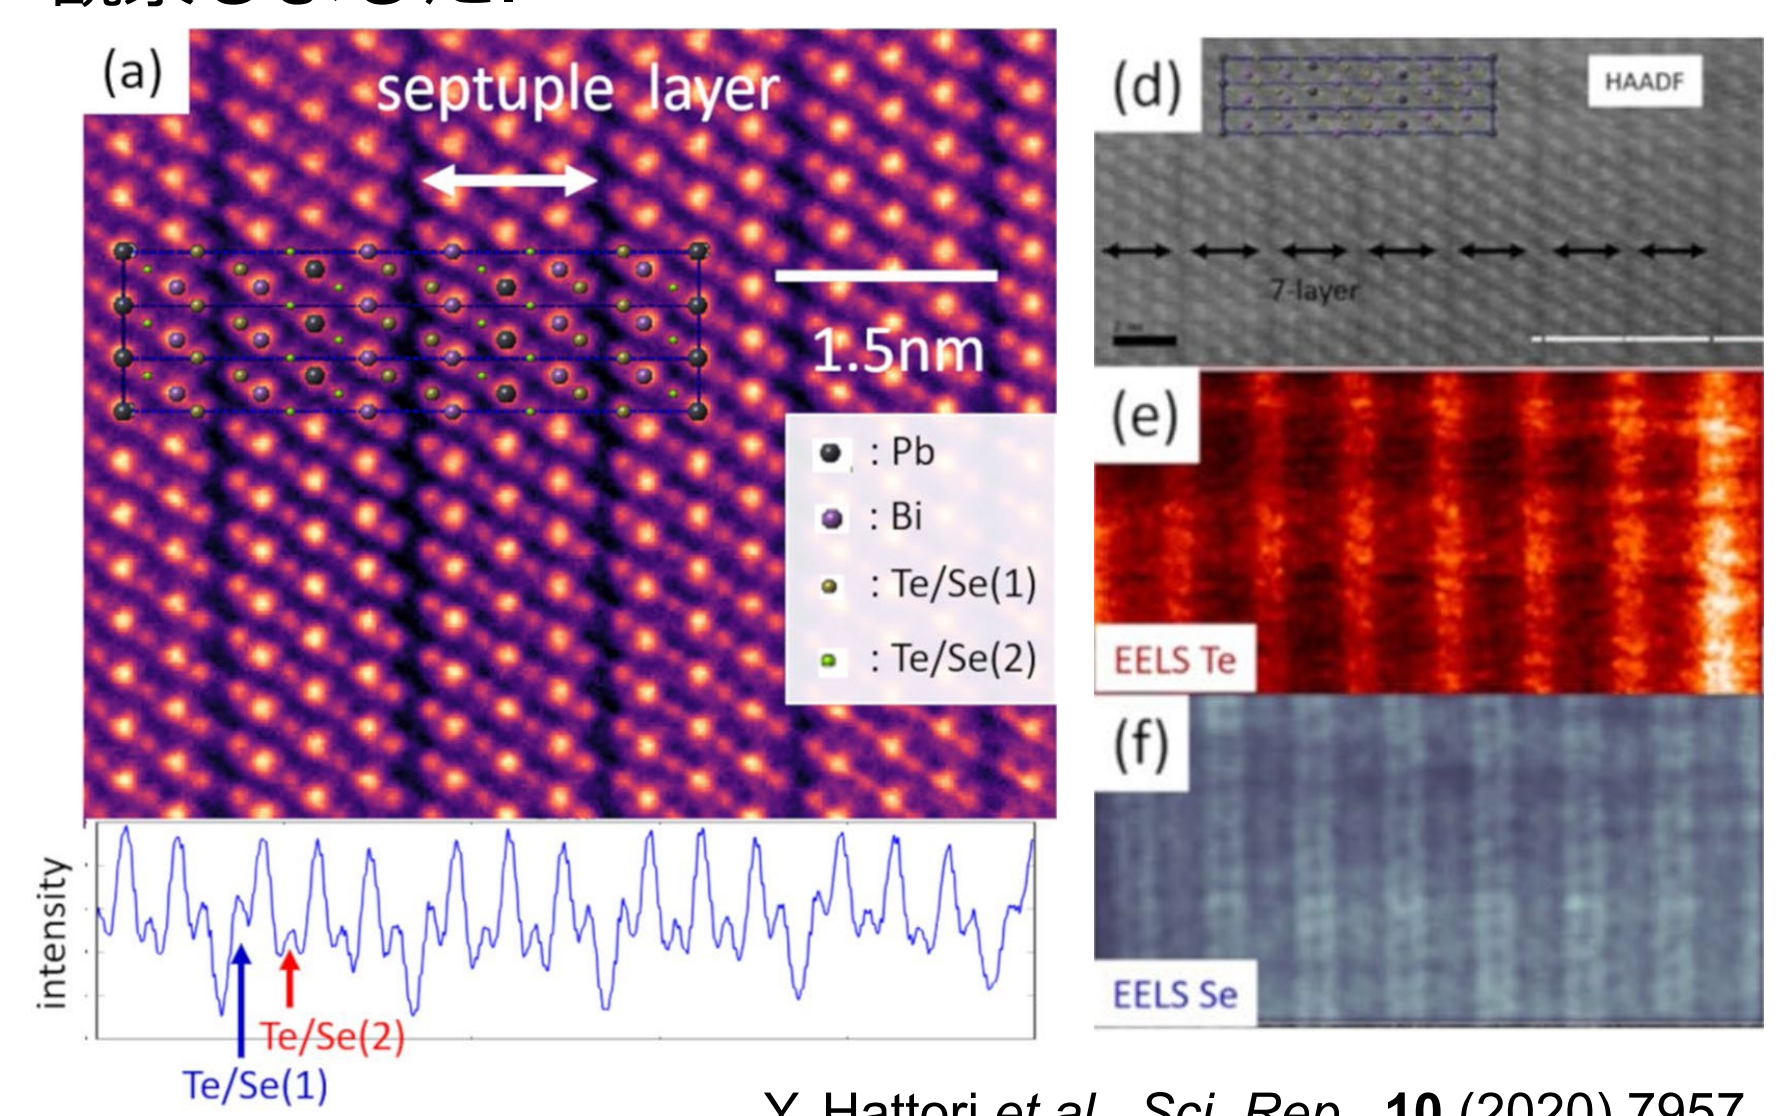 (a)
septuple layer
1.5nm
: Pb
: Bi
: Te/Se(1)
: Te/Se(2)
intensity
Te/Se(2)
Te/Se(1)
(d)
HAADF
7-layer
(e)
EELS Te
(f)
EELS Se
Y. Hattori et al., Sci. Rep., 10 (2020) 7957